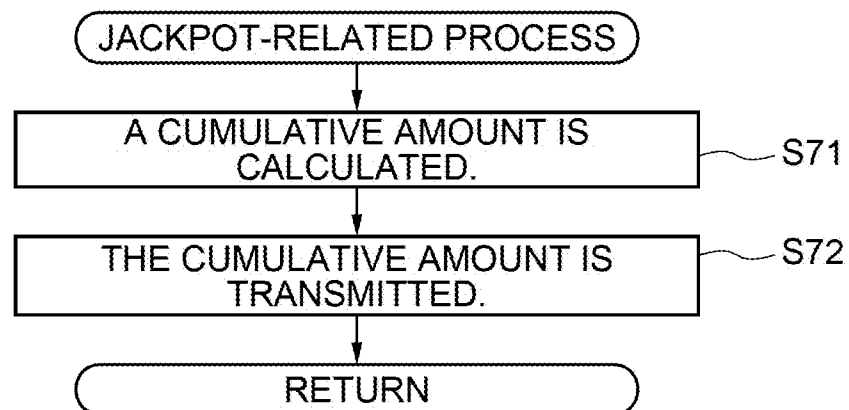 JACKPOT-RELATED PROCESS
A CUMULATIVE AMOUNT IS
CALCULATED.
S71
THE CUMULATIVE AMOUNT IS
TRANSMITTED.
S72
RETURN